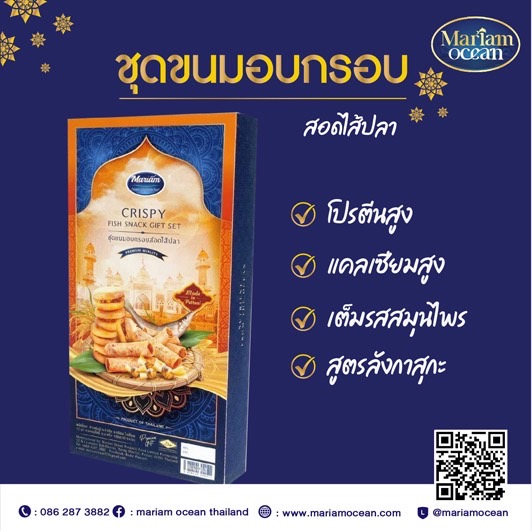 Mariam
ocean
ชุดขนมอบกรอบ
สอดไส้ปลา
Mariam
CRISPY
FISH SNACK GIFT SET
ชุดขนมอบกรอบสอดไส้ปลา
PREMIUM QUALITY
Made
in
Pattani
โปรตีนสูง
แคลเซียมสูง
เต็มรสสมุนไพร
สูตรลังกาสุกะ
PRODUCT OF THAILAND
: 086 287 3882
: mariam ocean thailand
: www.mariamocean.com
: @mariamocean